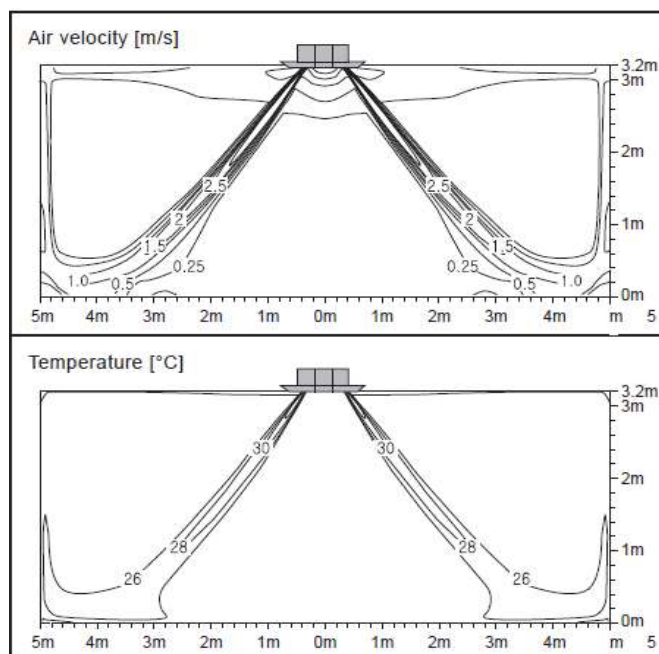 Air velocity [m/s]
3.2m
3m
2m
1m
0m
2.5 2.5
2 2
1.5 1.5
0.25 0.25
1.0 0.5 0.5 1.0
5m 4m 3m 2m 1m 0m 1m 2m 3m 4m 5
Temperature [°C]
3.2m
3m
2m
1m
0m
30 30
28 28
26 26
5m 4m 3m 2m 1m 0m 1m 2m 3m 4m 5